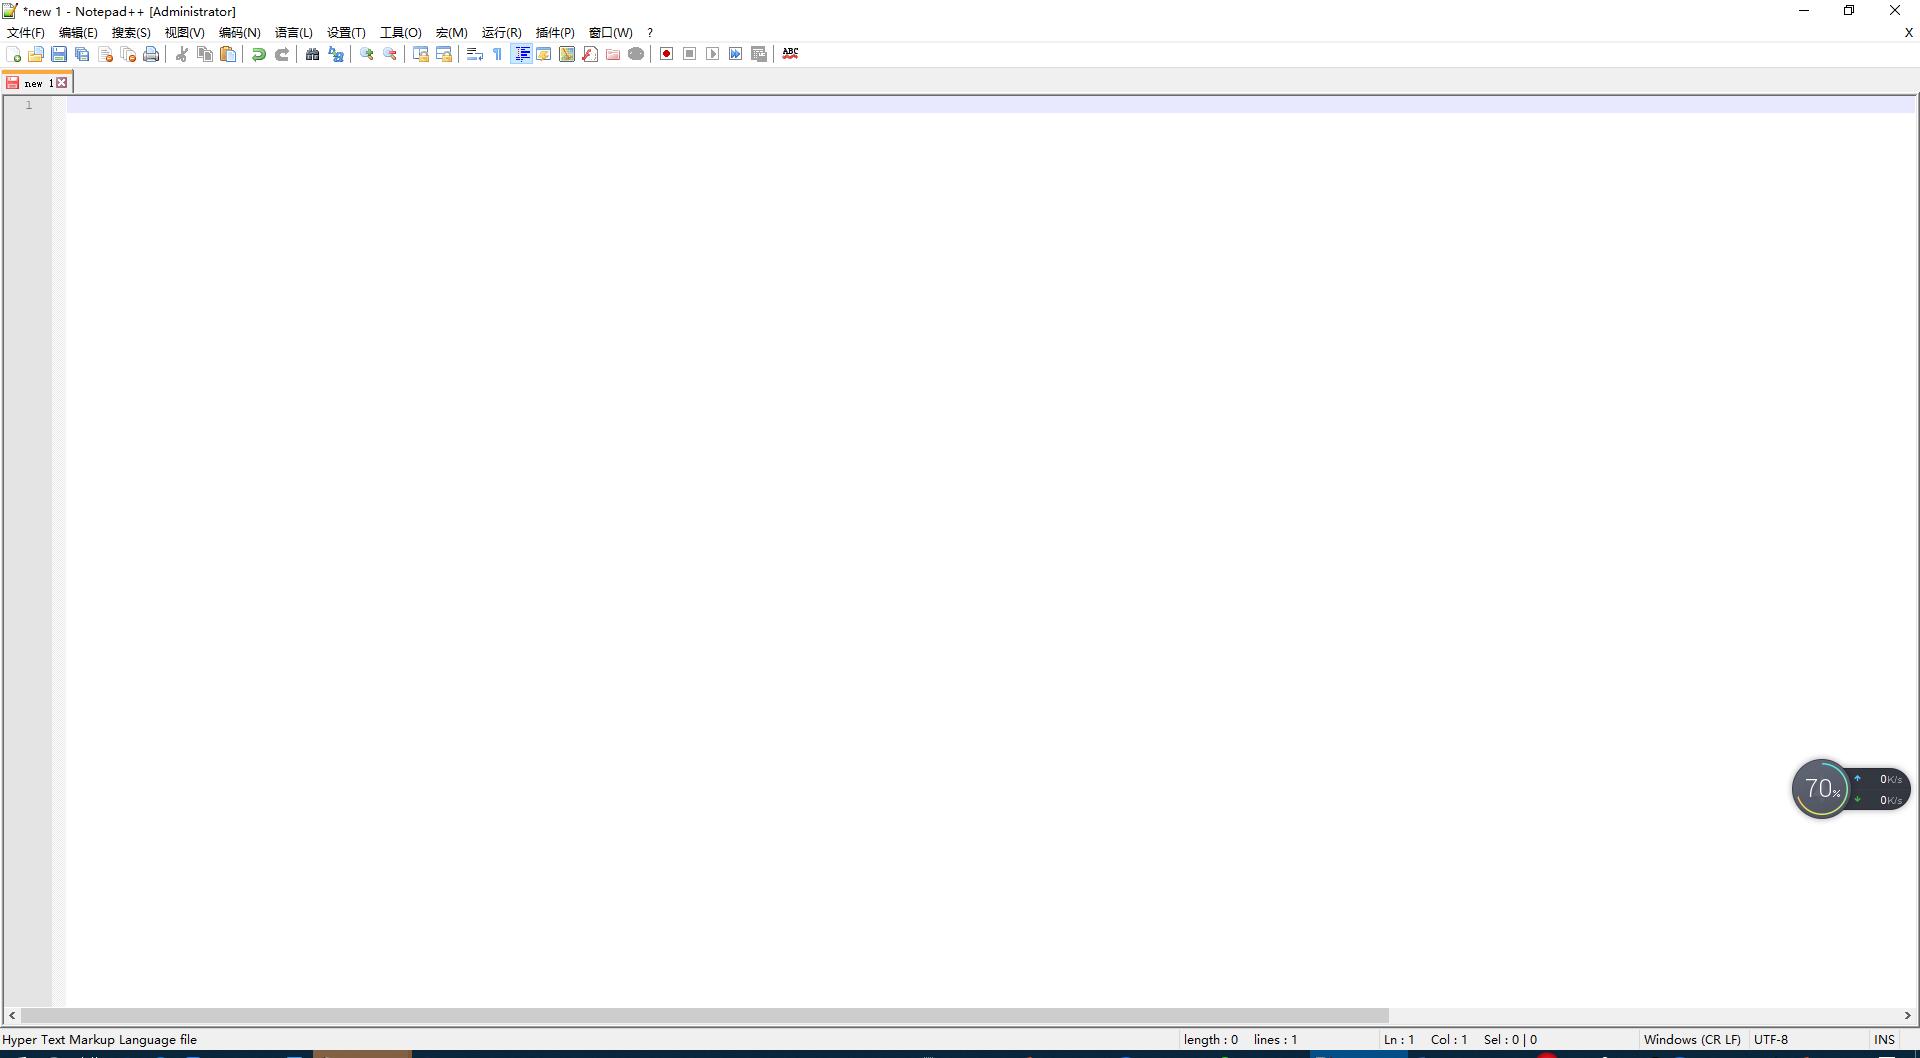 *new 1 - Notepad++ [Administrator]
文件(F) 编辑(E) 搜索(S) 视图(V) 编码(N) 语言(L) 设置(T) 工具(O) 宏(M) 运行(R) 插件(P) 窗口(W) ? X
ABC
new 1
1
70%
0K/s
0K/s
Hyper Text Markup Language file length : 0 lines : 1 Ln : 1 Col : 1 Sel : 0 | 0 Windows (CR LF) UTF-8 INS